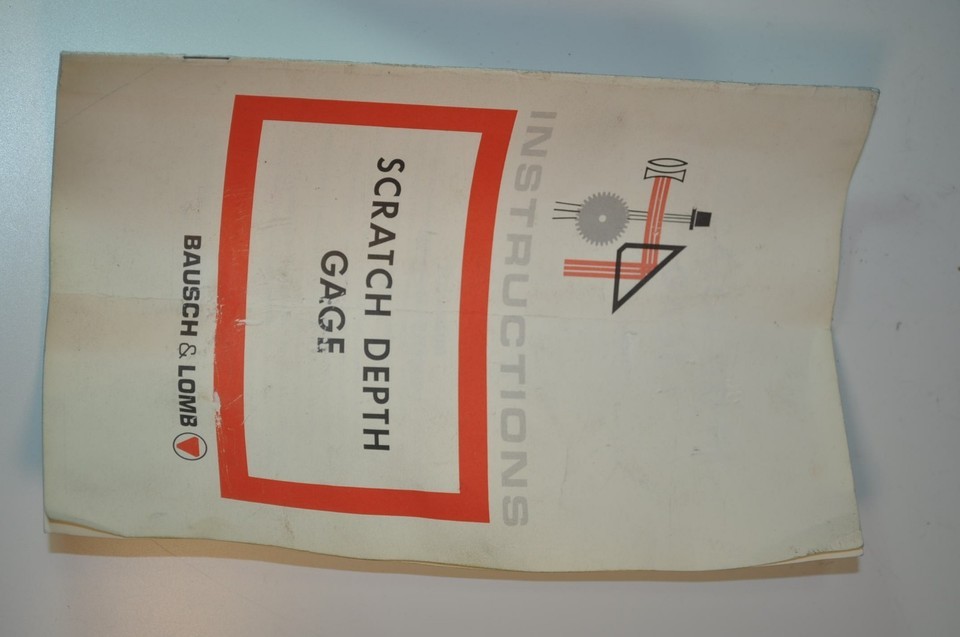 INSTRUCTIONS
SCRATCH DEPTH
GAGE
BAUSCH & LOMB